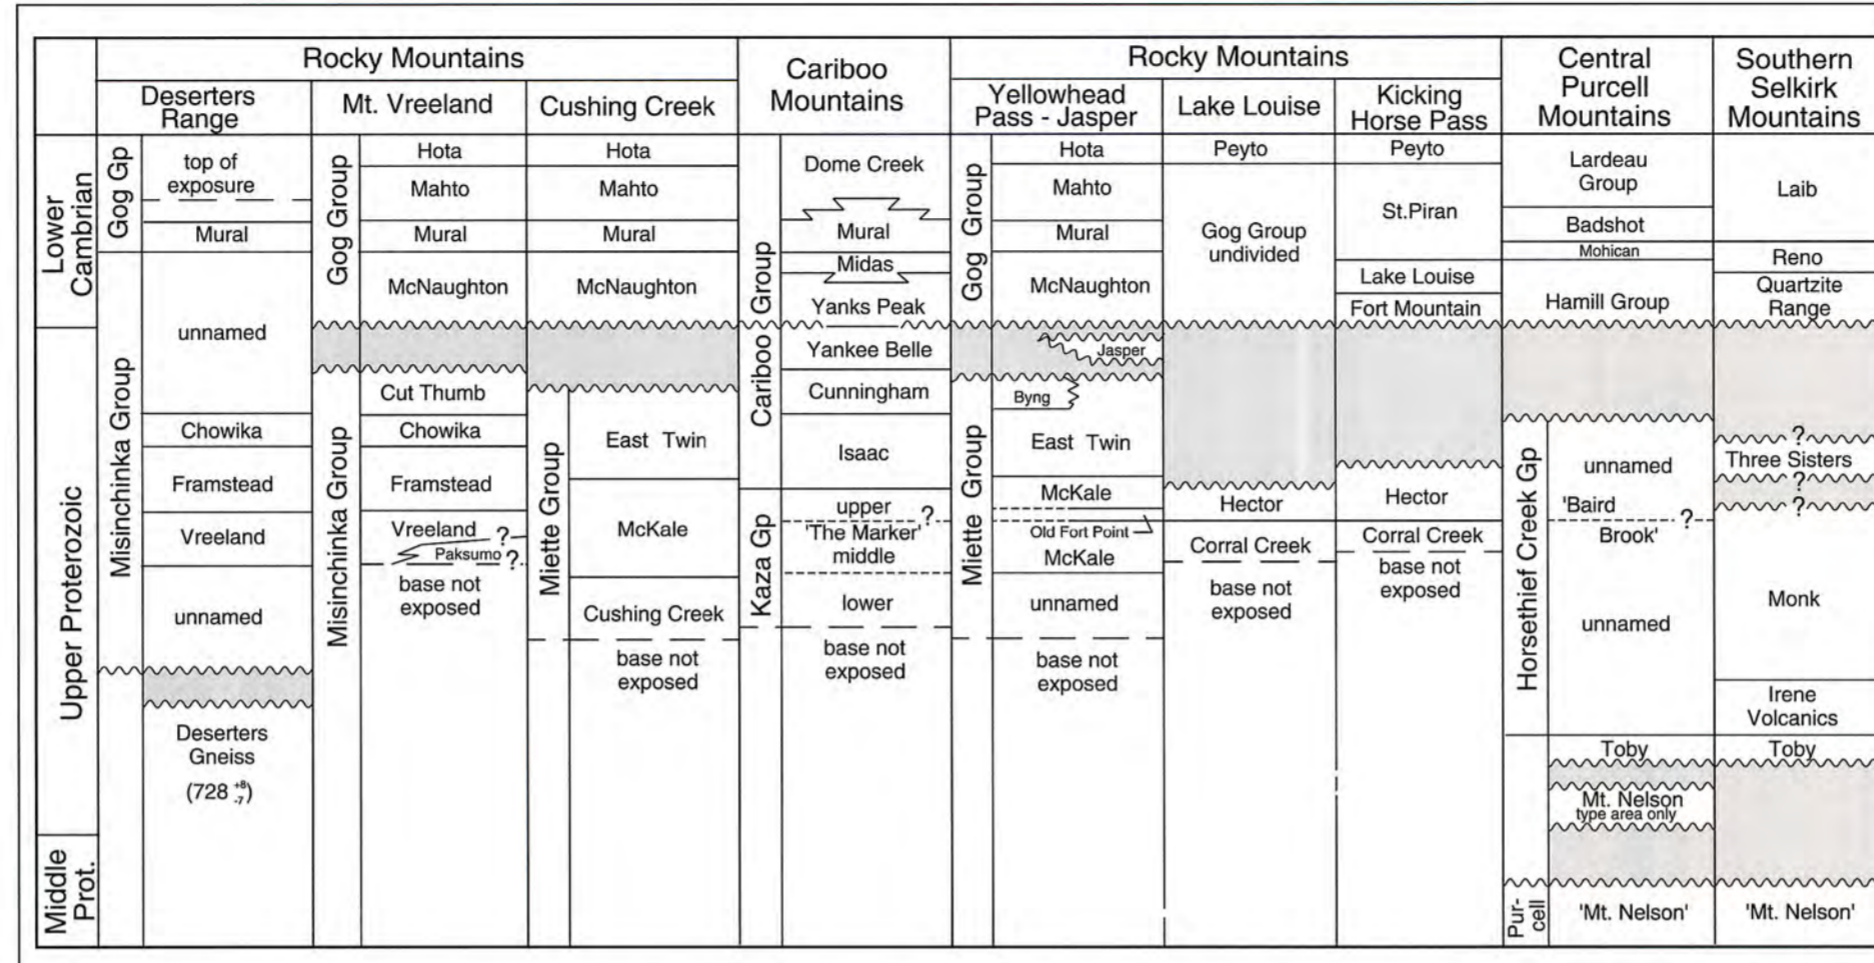 Rocky Mountains
Cariboo
Mountains
Rocky Mountains
Central
Purcell
Mountains
Southern
Selkirk
Mountains
Deserters
Range
Mt. Vreeland
Cushing Creek
Yellowhead
Pass - Jasper
Lake Louise
Kicking
Horse Pass
Lower
Cambrian
Upper Proterozoic
Middle
Prot.
Gog Gp
Misinchinka Group
top of
exposure
Mural
unnamed
Chowika
Framstead
Vreeland
unnamed
Deserters
Gneiss
(728 +8 -7)
Gog Group
Misinchinka Group
Hota
Mahto
Mural
McNaughton
Cut Thumb
Chowika
Framstead
Vreeland ?
Paksumo ?
base not
exposed
Miette Group
Hota
Mahto
Mural
McNaughton
East Twin
McKale
Cushing Creek
base not
exposed
Cariboo Group
Kaza Gp
Dome Creek
Mural
Midas
Yanks Peak
Yankee Belle
Cunningham
Isaac
upper ?
'The Marker'
middle
lower
base not
exposed
Gog Group
Miette Group
Hota
Mahto
Mural
McNaughton
Jasper
Byng
East Twin
McKale
Old Fort Point
McKale
unnamed
base not
exposed
Peyto
Gog Group
undivided
Hector
Corral Creek
base not
exposed
Peyto
St.Piran
Lake Louise
Fort Mountain
Hector
Corral Creek
base not
exposed
Horsethief Creek Gp
Pur-
cell
Lardeau
Group
Badshot
Mohican
Hamill Group
unnamed
'Baird ?
Brook'
unnamed
Toby
Mt. Nelson
type area only
'Mt. Nelson'
Laib
Reno
Quartzite
Range
?
Three Sisters
?
?
Monk
Irene
Volcanics
Toby
'Mt. Nelson'